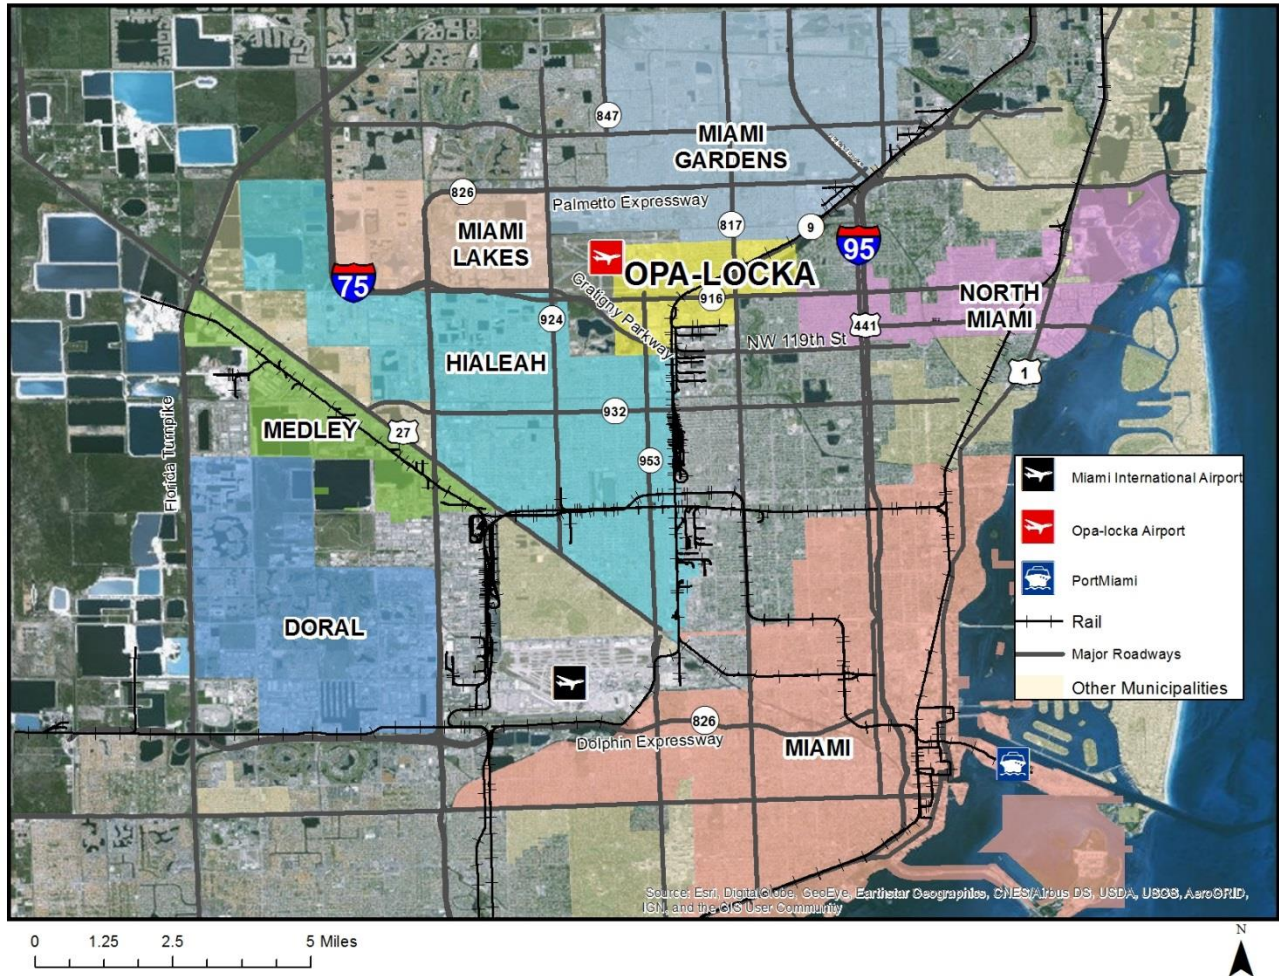 847
MIAMI
GARDENS
826
Palmetto Expressway
817
9
MIAMI
LAKES
95
75
OPA-LOCKA
916
NORTH
MIAMI
924
Gratigny Parkway
441
NW 119th St
HIALEAH
1
932
MEDLEY
27
953
Florida Turnpike
Miami International Airport
Opa-locka Airport
PortMiami
Rail
Major Roadways
Other Municipalities
DORAL
826
Dolphin Expressway
MIAMI
Source: Esri, DigitalGlobe, GeoEye, Earthstar Geographics, CNES/Airbus DS, USDA, USGS, AeroGRID,
IGN, and the GIS User Community
0 1.25 2.5 5 Miles
N